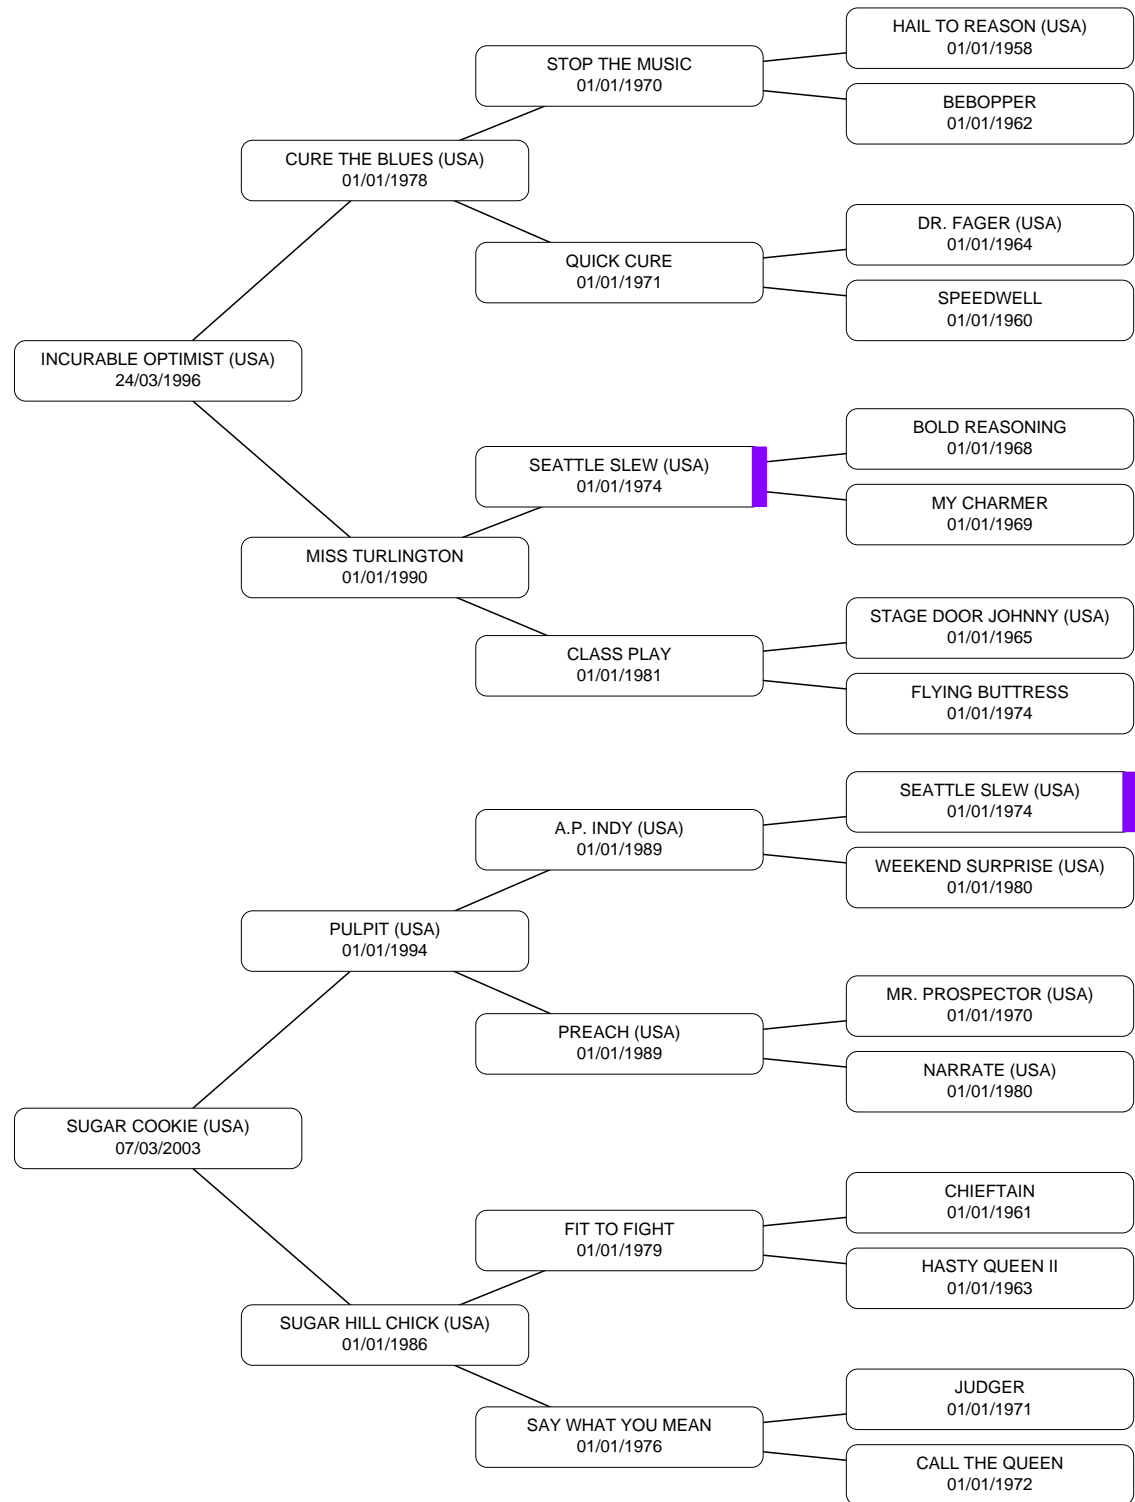 HAIL TO REASON (USA)
01/01/1958
STOP THE MUSIC
01/01/1970
BEBOPPER
01/01/1962
CURE THE BLUES (USA)
01/01/1978
DR. FAGER (USA)
01/01/1964
QUICK CURE
01/01/1971
SPEEDWELL
01/01/1960
INCURABLE OPTIMIST (USA)
24/03/1996
BOLD REASONING
01/01/1968
SEATTLE SLEW (USA)
01/01/1974
MY CHARMER
01/01/1969
MISS TURLINGTON
01/01/1990
STAGE DOOR JOHNNY (USA)
01/01/1965
CLASS PLAY
01/01/1981
FLYING BUTTRESS
01/01/1974
SEATTLE SLEW (USA)
01/01/1974
A.P. INDY (USA)
01/01/1989
WEEKEND SURPRISE (USA)
01/01/1980
PULPIT (USA)
01/01/1994
MR. PROSPECTOR (USA)
01/01/1970
PREACH (USA)
01/01/1989
NARRATE (USA)
01/01/1980
SUGAR COOKIE (USA)
07/03/2003
CHIEFTAIN
01/01/1961
FIT TO FIGHT
01/01/1979
HASTY QUEEN II
01/01/1963
SUGAR HILL CHICK (USA)
01/01/1986
JUDGER
01/01/1971
SAY WHAT YOU MEAN
01/01/1976
CALL THE QUEEN
01/01/1972